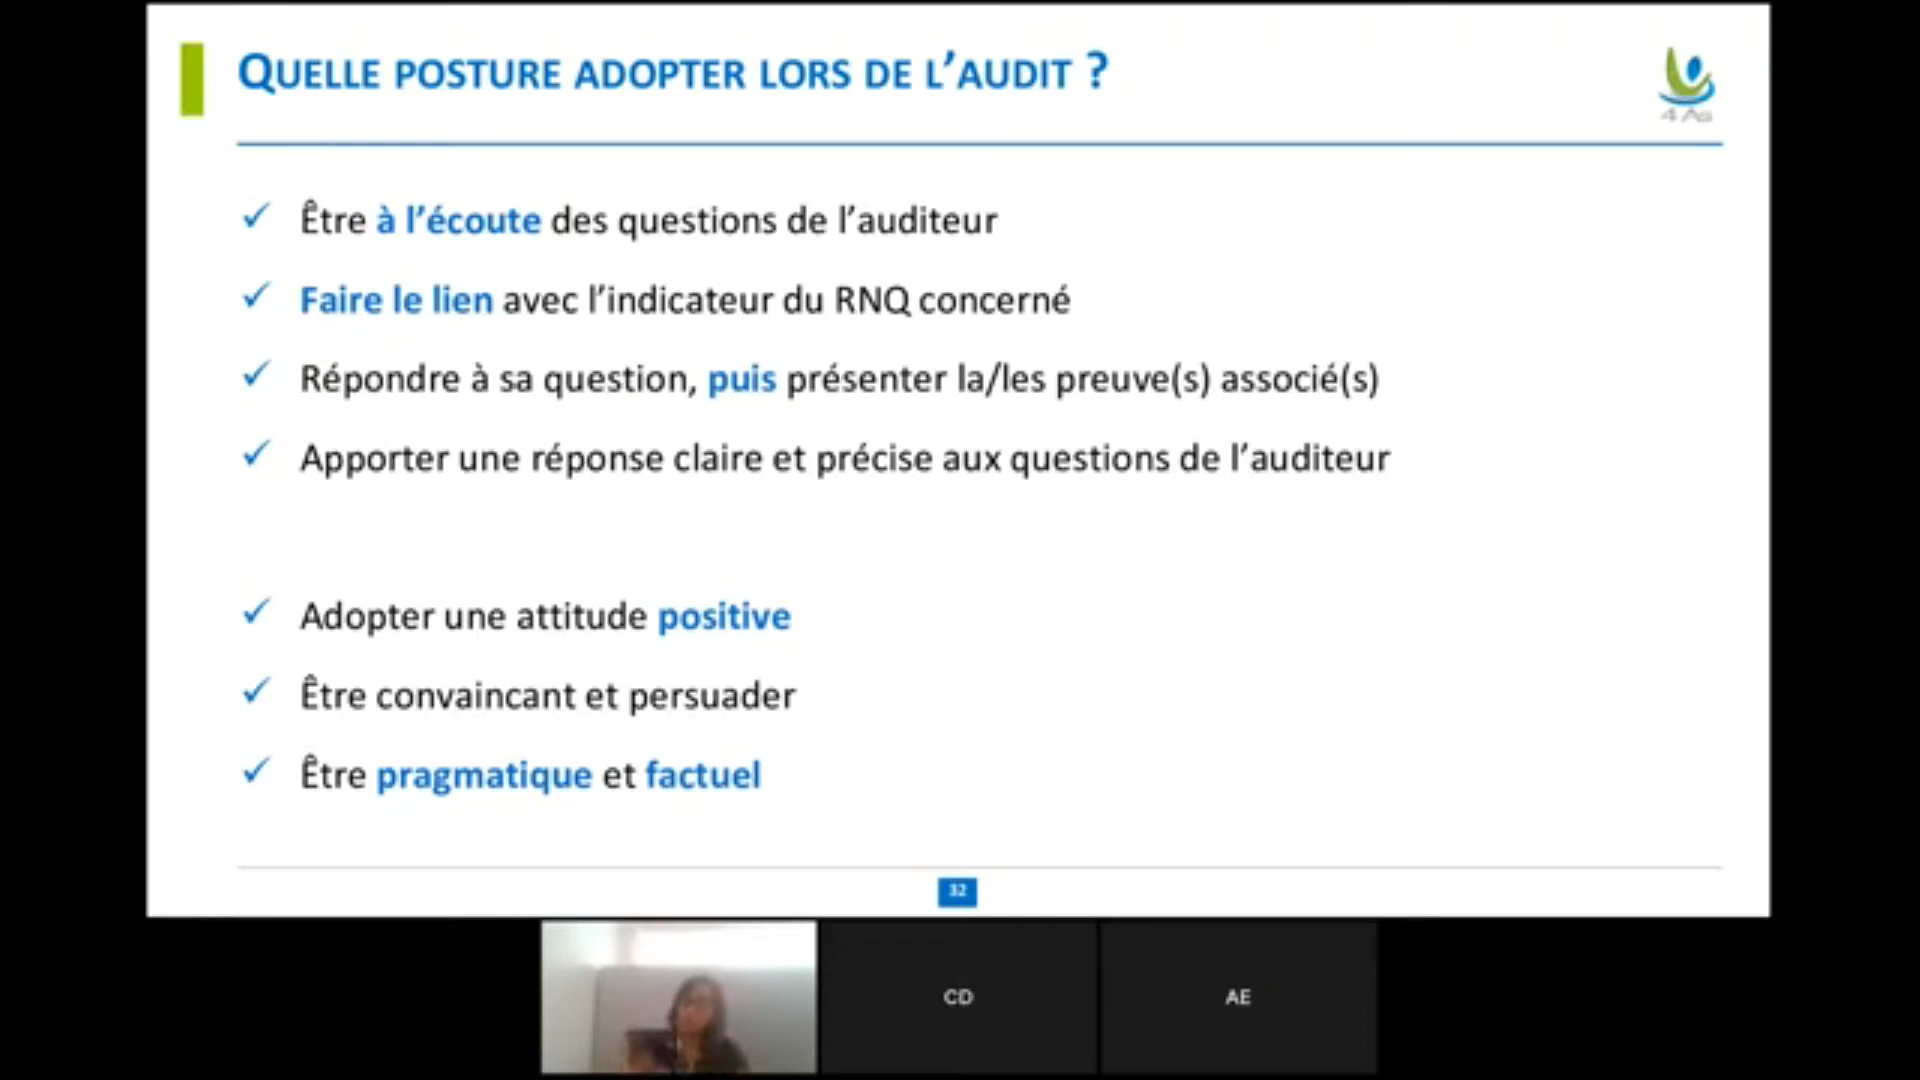 QUELLE POSTURE ADOPTER LORS DE L’AUDIT ?
4 As
✓ Être à l’écoute des questions de l’auditeur
✓ Faire le lien avec l’indicateur du RNQ concerné
✓ Répondre à sa question, puis présenter la/les preuve(s) associé(s)
✓ Apporter une réponse claire et précise aux questions de l’auditeur
✓ Adopter une attitude positive
✓ Être convaincant et persuader
✓ Être pragmatique et factuel
32
CD
AE